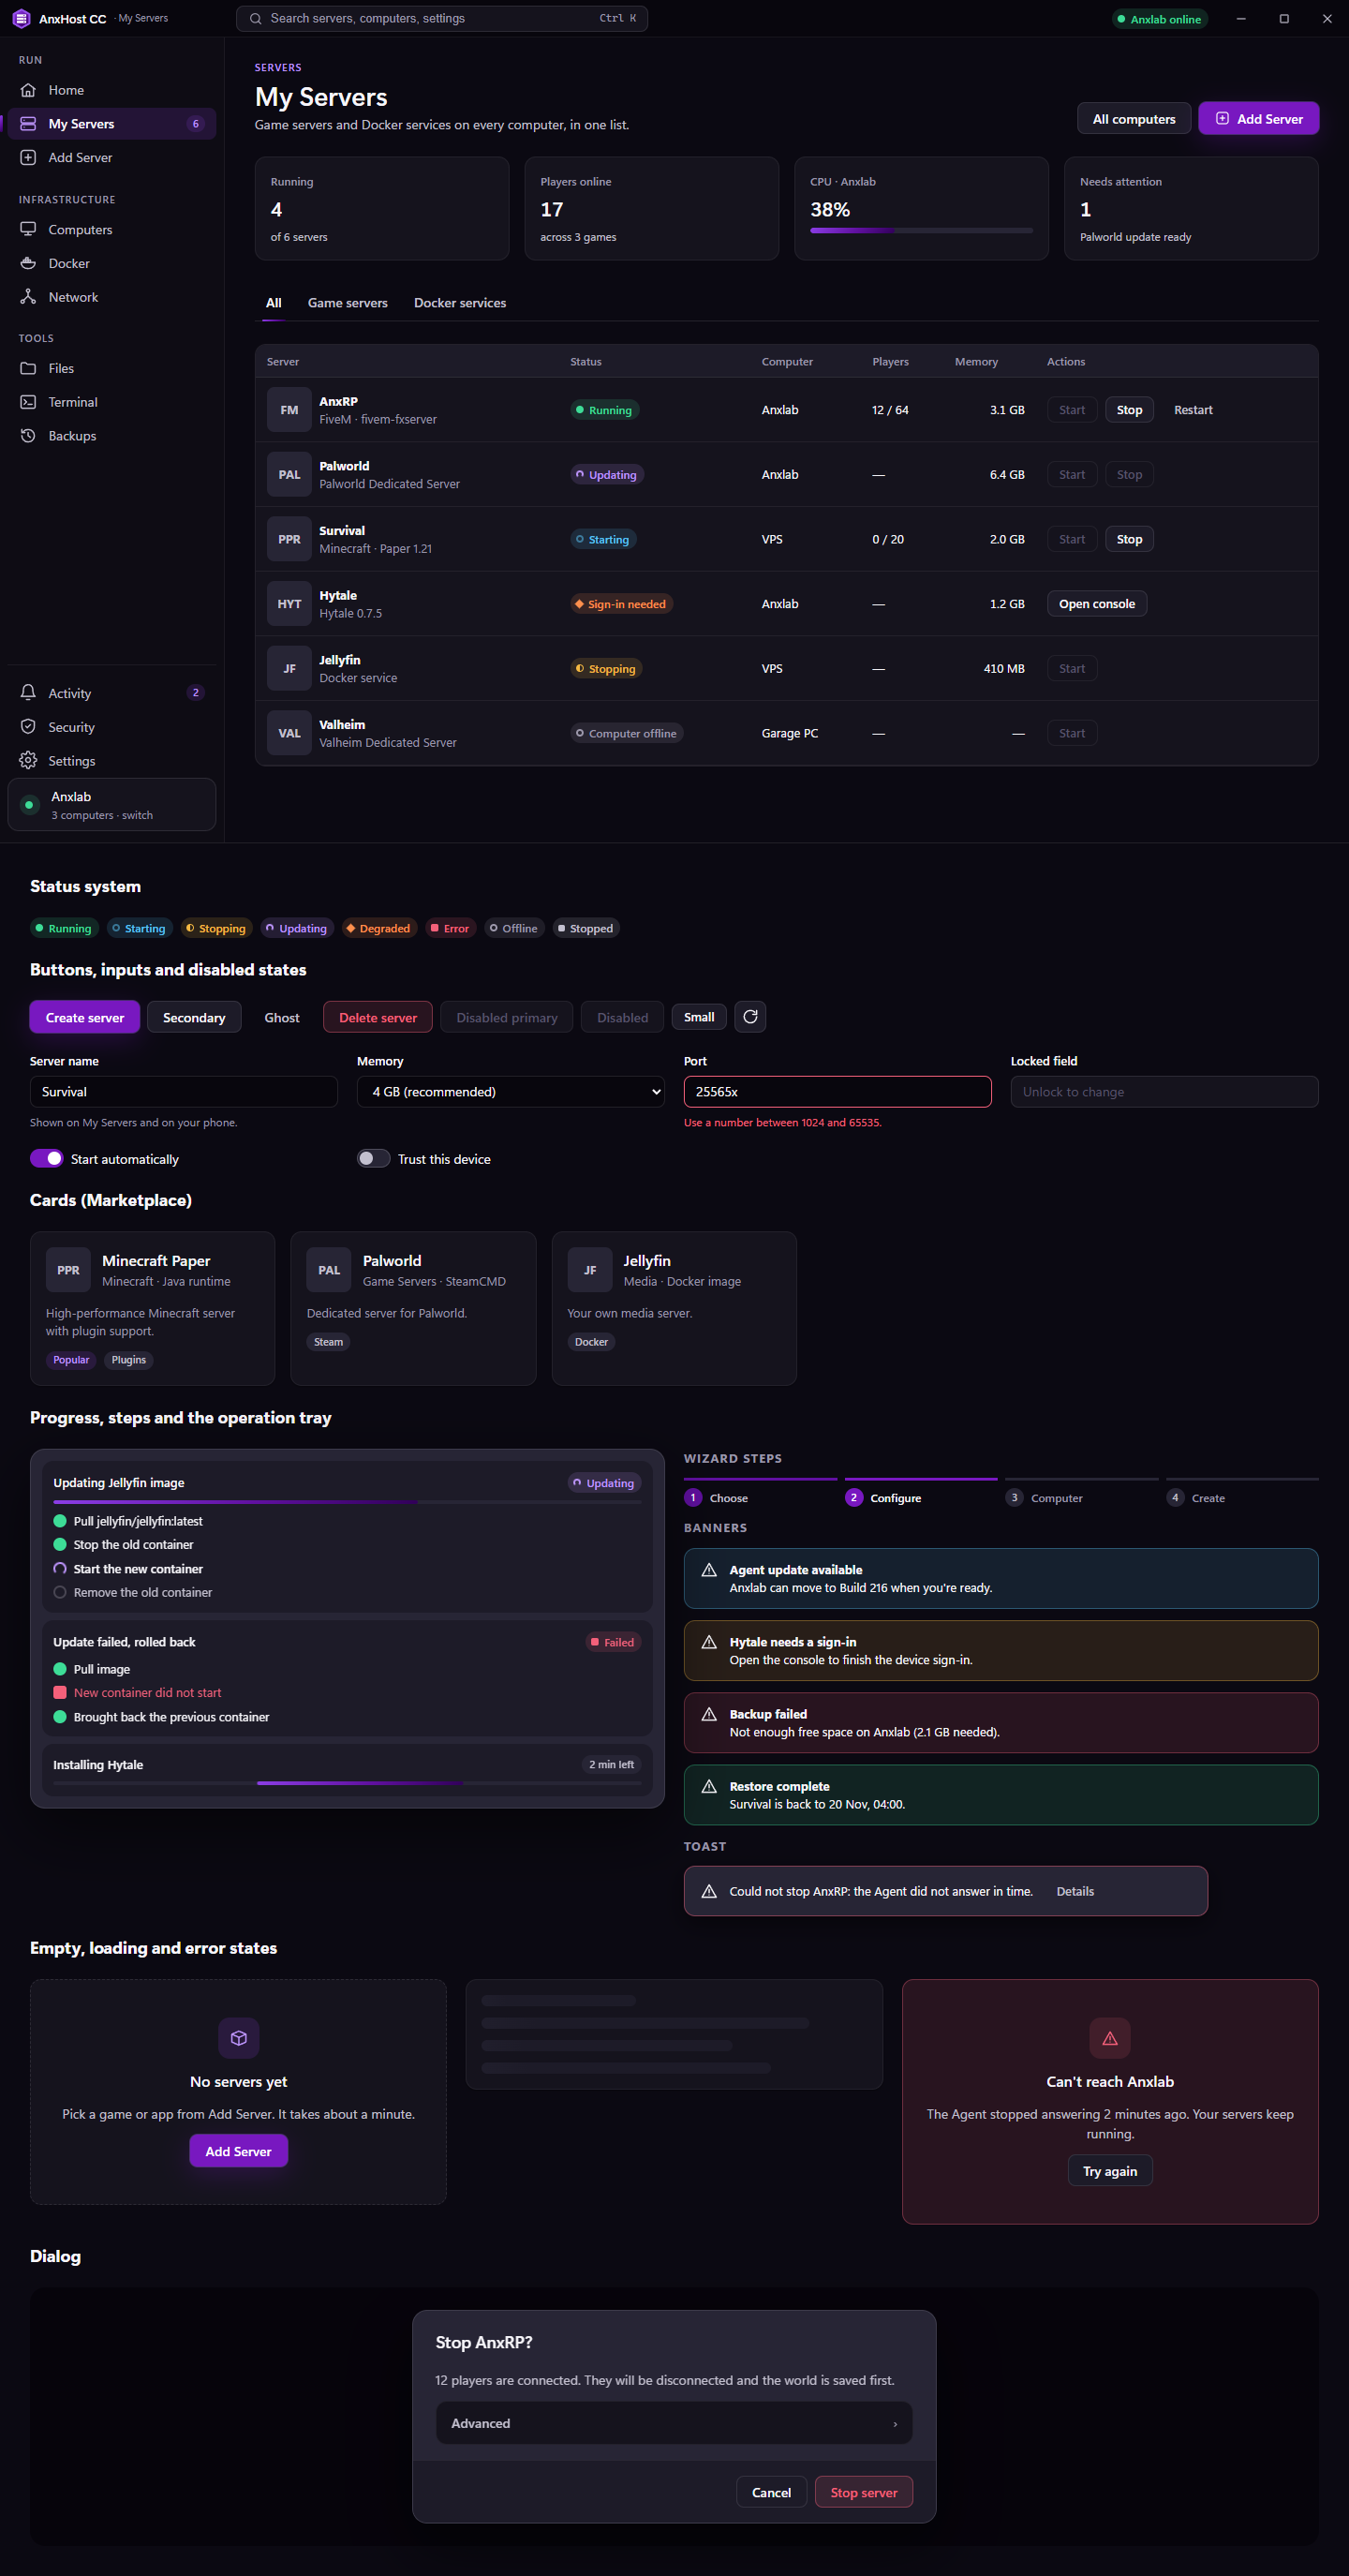 AnxHost CC · My Servers
Search servers, computers, settings Ctrl K
Anxlab online
RUN
Home
My Servers 6
Add Server
INFRASTRUCTURE
Computers
Docker
Network
TOOLS
Files
Terminal
Backups
Activity 2
Security
Settings
Anxlab
3 computers · switch
SERVERS
My Servers
Game servers and Docker services on every computer, in one list.
All computers
Add Server
Running
4
of 6 servers
Players online
17
across 3 games
CPU · Anxlab
38%
Needs attention
1
Palworld update ready
All Game servers Docker services
Server Status Computer Players Memory Actions
FM AnxRP Running Anxlab 12 / 64 3.1 GB Start Stop Restart
FiveM · fivem-fxserver
PAL Palworld Updating Anxlab — 6.4 GB Start Stop
Palworld Dedicated Server
PPR Survival Starting VPS 0 / 20 2.0 GB Start Stop
Minecraft · Paper 1.21
HYT Hytale Sign-in needed Anxlab — 1.2 GB Open console
Hytale 0.7.5
JF Jellyfin Stopping VPS — 410 MB Start
Docker service
VAL Valheim Computer offline Garage PC — — Start
Valheim Dedicated Server
Status system
Running Starting Stopping Updating Degraded Error Offline Stopped
Buttons, inputs and disabled states
Create server Secondary Ghost Delete server Disabled primary Disabled Small
Server name Memory Port Locked field
Survival 4 GB (recommended) 25565x Unlock to change
Shown on My Servers and on your phone. Use a number between 1024 and 65535.
Start automatically Trust this device
Cards (Marketplace)
PPR Minecraft Paper
Minecraft · Java runtime
High-performance Minecraft server
with plugin support.
Popular Plugins
PAL Palworld
Game Servers · SteamCMD
Dedicated server for Palworld.
Steam
JF Jellyfin
Media · Docker image
Your own media server.
Docker
Progress, steps and the operation tray
Updating Jellyfin image Updating
Pull jellyfin/jellyfin:latest
Stop the old container
Start the new container
Remove the old container
Update failed, rolled back Failed
Pull image
New container did not start
Brought back the previous container
Installing Hytale 2 min left
WIZARD STEPS
1 Choose 2 Configure 3 Computer 4 Create
BANNERS
Agent update available
Anxlab can move to Build 216 when you're ready.
Hytale needs a sign-in
Open the console to finish the device sign-in.
Backup failed
Not enough free space on Anxlab (2.1 GB needed).
Restore complete
Survival is back to 20 Nov, 04:00.
TOAST
Could not stop AnxRP: the Agent did not answer in time. Details
Empty, loading and error states
No servers yet
Pick a game or app from Add Server. It takes about a minute.
Add Server
Can't reach Anxlab
The Agent stopped answering 2 minutes ago. Your servers keep
running.
Try again
Dialog
Stop AnxRP?
12 players are connected. They will be disconnected and the world is saved first.
Advanced ›
Cancel Stop server